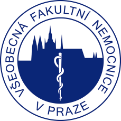 VŠEOBECNÁ FAKULTNÍ NEMOCNICE
V PRAZE